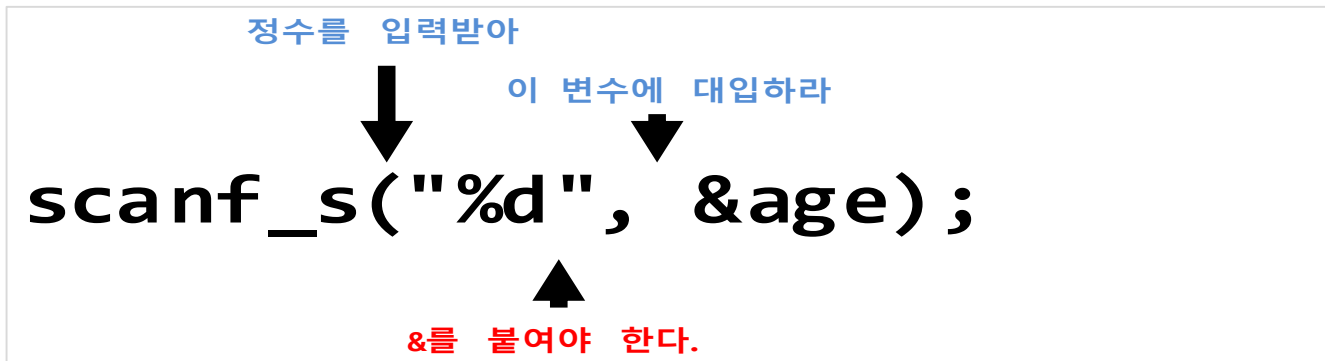 정수를 입력받아
이 변수에 대입하라
scanf_s("%d", &age);
&를 붙여야 한다.